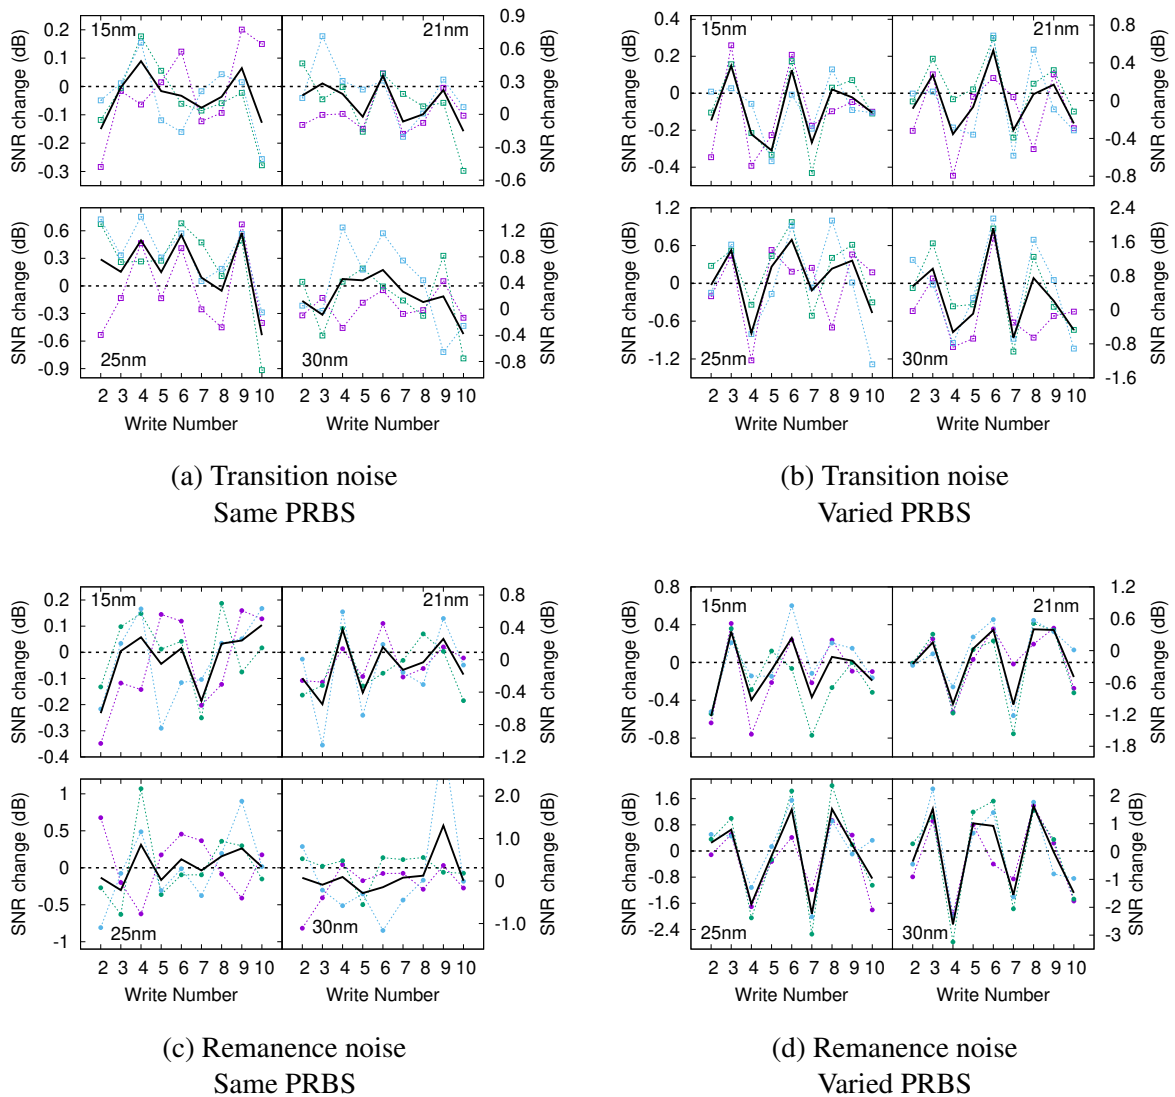 0.2
0.1
0
-0.1
-0.2
-0.3
SNR change (dB)
15nm
21nm
0.9
0.6
0.3
0.0
-0.3
-0.6
SNR change (dB)
0.6
0.3
0
-0.3
-0.6
-0.9
SNR change (dB)
25nm
30nm
1.2
0.8
0.4
0.0
-0.4
-0.8
SNR change (dB)
2 3 4 5 6 7 8 9 10
2 3 4 5 6 7 8 9 10
Write Number
Write Number
(a) Transition noise
Same PRBS
0.4
0.2
0
-0.2
-0.4
SNR change (dB)
15nm
21nm
0.8
0.4
0.0
-0.4
-0.8
SNR change (dB)
1.2
0.6
0
-0.6
-1.2
SNR change (dB)
25nm
30nm
2.4
1.6
0.8
0.0
-0.8
-1.6
SNR change (dB)
2 3 4 5 6 7 8 9 10
2 3 4 5 6 7 8 9 10
Write Number
Write Number
(b) Transition noise
Varied PRBS
0.2
0.1
0
-0.1
-0.2
-0.3
-0.4
SNR change (dB)
15nm
21nm
0.8
0.4
0.0
-0.4
-0.8
-1.2
SNR change (dB)
1
0.5
0
-0.5
-1
SNR change (dB)
25nm
30nm
2.0
1.0
0.0
-1.0
SNR change (dB)
2 3 4 5 6 7 8 9 10
2 3 4 5 6 7 8 9 10
Write Number
Write Number
(c) Remanence noise
Same PRBS
0.8
0.4
0
-0.4
-0.8
SNR change (dB)
15nm
21nm
1.2
0.6
0.0
-0.6
-1.2
-1.8
SNR change (dB)
1.6
0.8
0
-0.8
-1.6
-2.4
SNR change (dB)
25nm
30nm
2
1
0
-1
-2
-3
SNR change (dB)
2 3 4 5 6 7 8 9 10
2 3 4 5 6 7 8 9 10
Write Number
Write Number
(d) Remanence noise
Varied PRBS